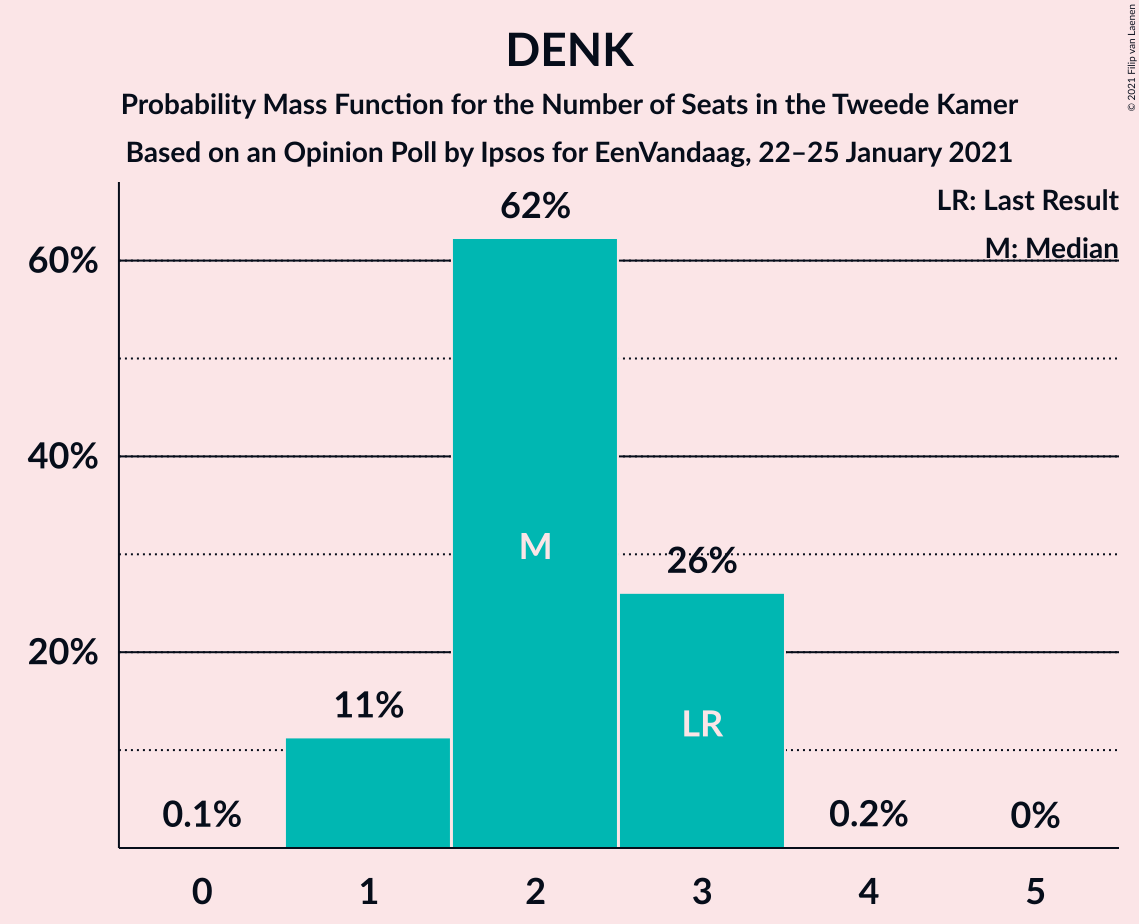 DENK
Probability Mass Function for the Number of Seats in the Tweede Kamer
Based on an Opinion Poll by Ipsos for EenVandaag, 22–25 January 2021
© 2021 Filip van Laenen
LR: Last Result
M: Median
62%
60%
40%
M
26%
20%
11%
LR
0.1%
0.2%
0%
0 1 2 3 4 5